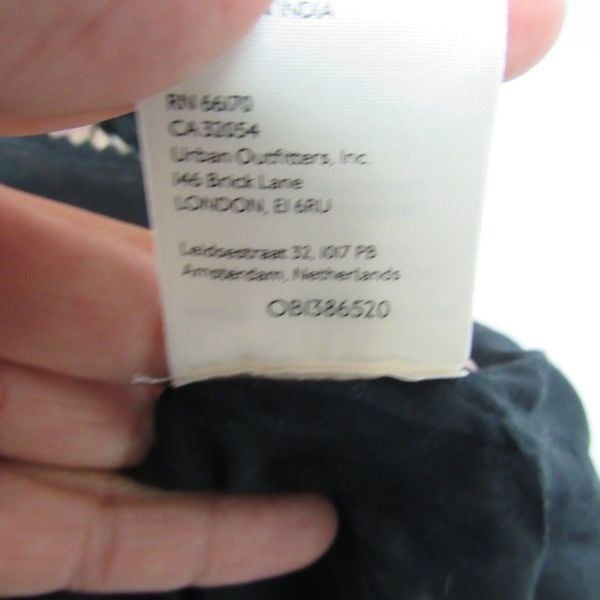 INDIA
RN 66170
CA 32054
Urban Outfitters, Inc.
146 Brick Lane
LONDON, E1 6RU
Leidsestraat 32, 1017 PB
Amsterdam, Netherlands
OB1386520